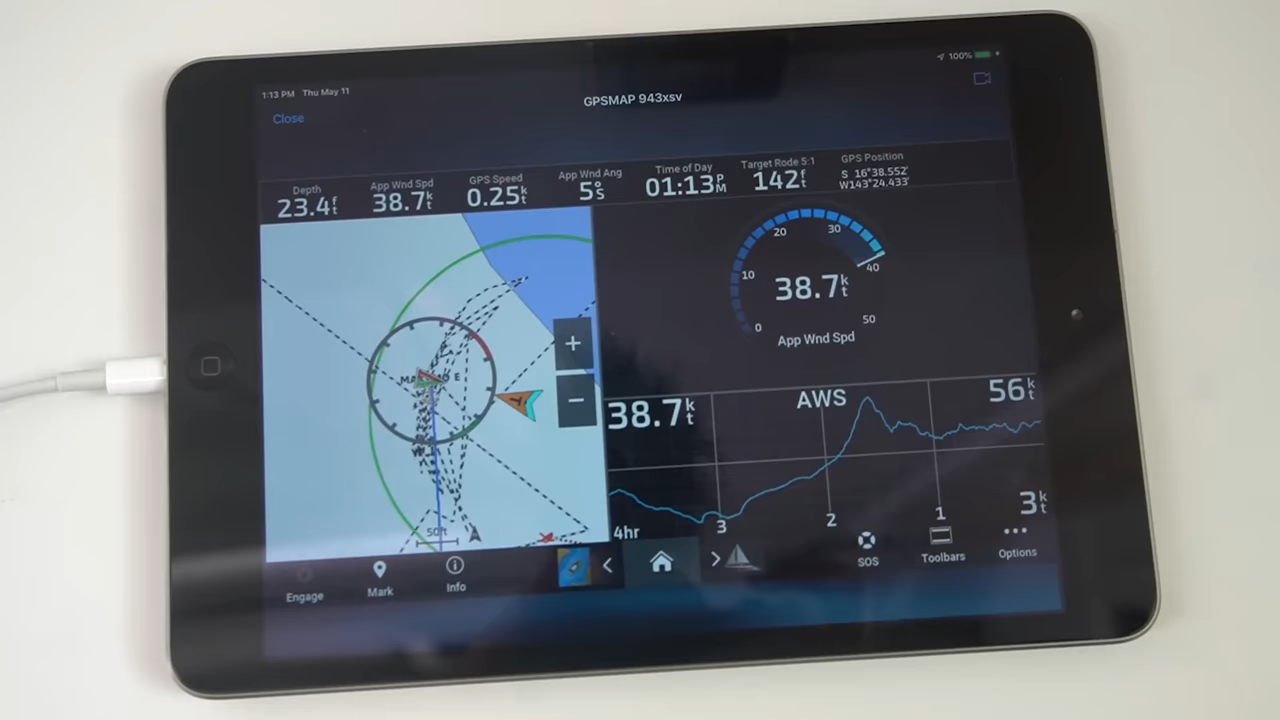 1:13 PM Thu May 11
100%
GPSMAP 943xsv
Close
Depth
23.4ft
App Wnd Spd
38.7kt
GPS Speed
0.25kt
App Wnd Ang
5°S
Time of Day
01:13PM
Target Rode 5:1
142ft
GPS Position
S 16°38.552'
W143°24.433'
20
30
10
40
38.7kt
0
50
App Wnd Spd
38.7kt
AWS
56kt
3kt
4hr
3
2
1
50ft
+
−
Engage
Mark
Info
SOS
Toolbars
Options